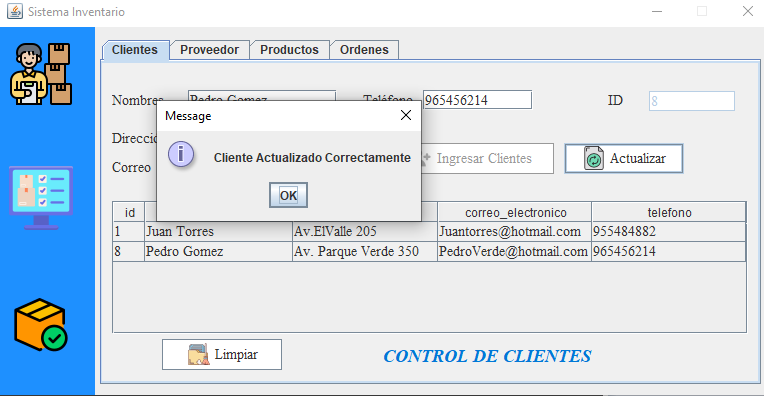 Sistema Inventario
Clientes Proveedor Productos Ordenes
Nombres Pedro Gomez Teléfono 965456214 ID 8
Message
Direcció
Cliente Actualizado Correctamente
Correo Ingresar Clientes Actualizar
OK
id correo_electronico telefono
1 Juan Torres Av.ElValle 205 Juantorres@hotmail.com 955484882
8 Pedro Gomez Av. Parque Verde 350 PedroVerde@hotmail.com 965456214
Limpiar CONTROL DE CLIENTES